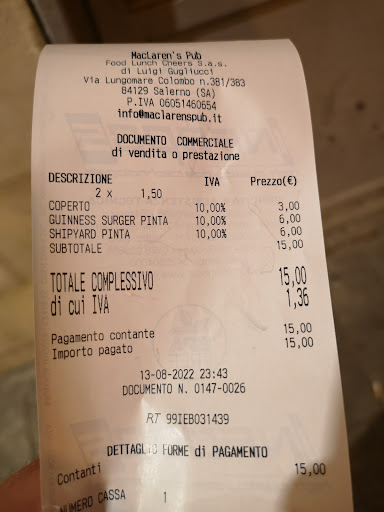 MacLaren's Pub
Food Lunch Cheers S.a.s.
di Luigi Gugliucci
Via Lungomare Colombo n.381/383
84129 Salerno (SA)
P.IVA 06051460654
info@maclarenspub.it
DOCUMENTO COMMERCIALE
di vendita o prestazione
DESCRIZIONE IVA Prezzo(€)
2 x 1,50
COPERTO 10,00% 3,00
GUINNESS SURGER PINTA 10,00% 6,00
SHIPYARD PINTA 10,00% 6,00
SUBTOTALE 15,00
TOTALE COMPLESSIVO 15,00
di cui IVA 1,36
Pagamento contante 15,00
Importo pagato 15,00
13-08-2022 23:43
DOCUMENTO N. 0147-0026
RT 99IEB031439
DETTAGLIO FORME di PAGAMENTO
Contanti 15,00
NUMERO CASSA 1